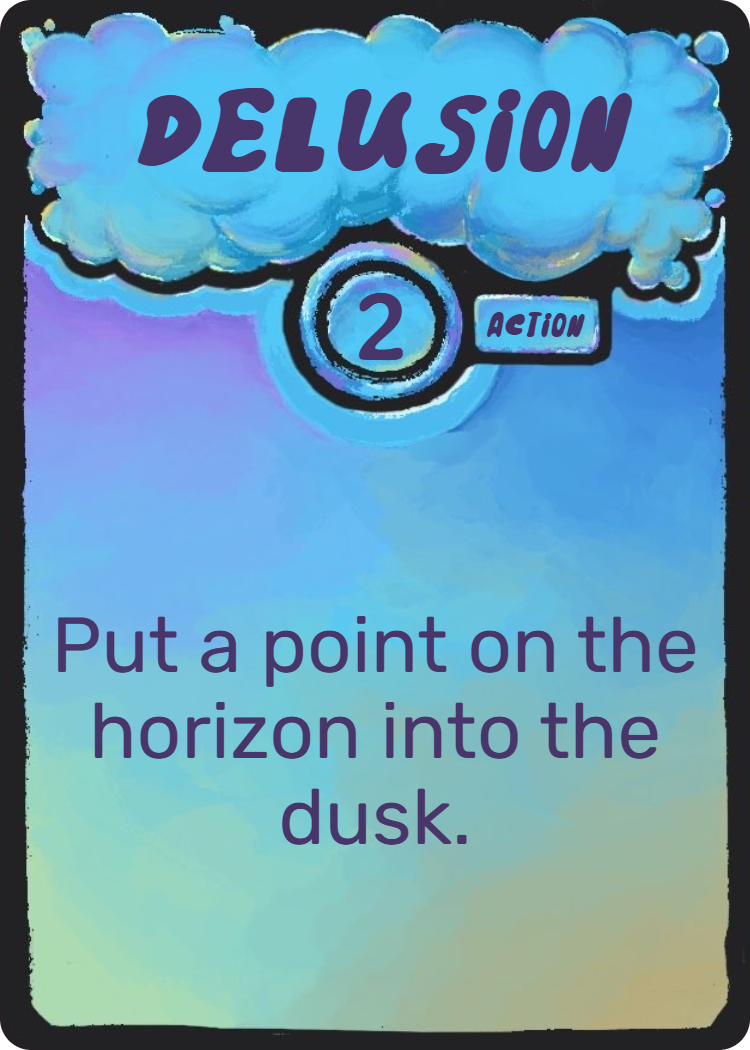 DELUSION
2
ACTION
Put a point on the
horizon into the
dusk.